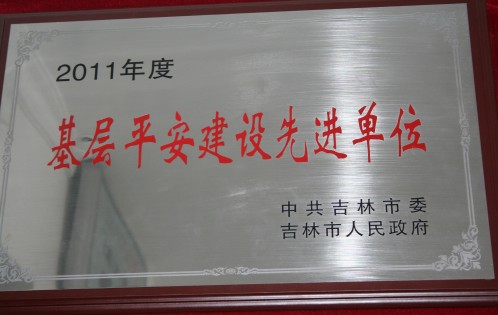 2011年度
基层平安建设先进单位
中共吉林市委
吉林市人民政府